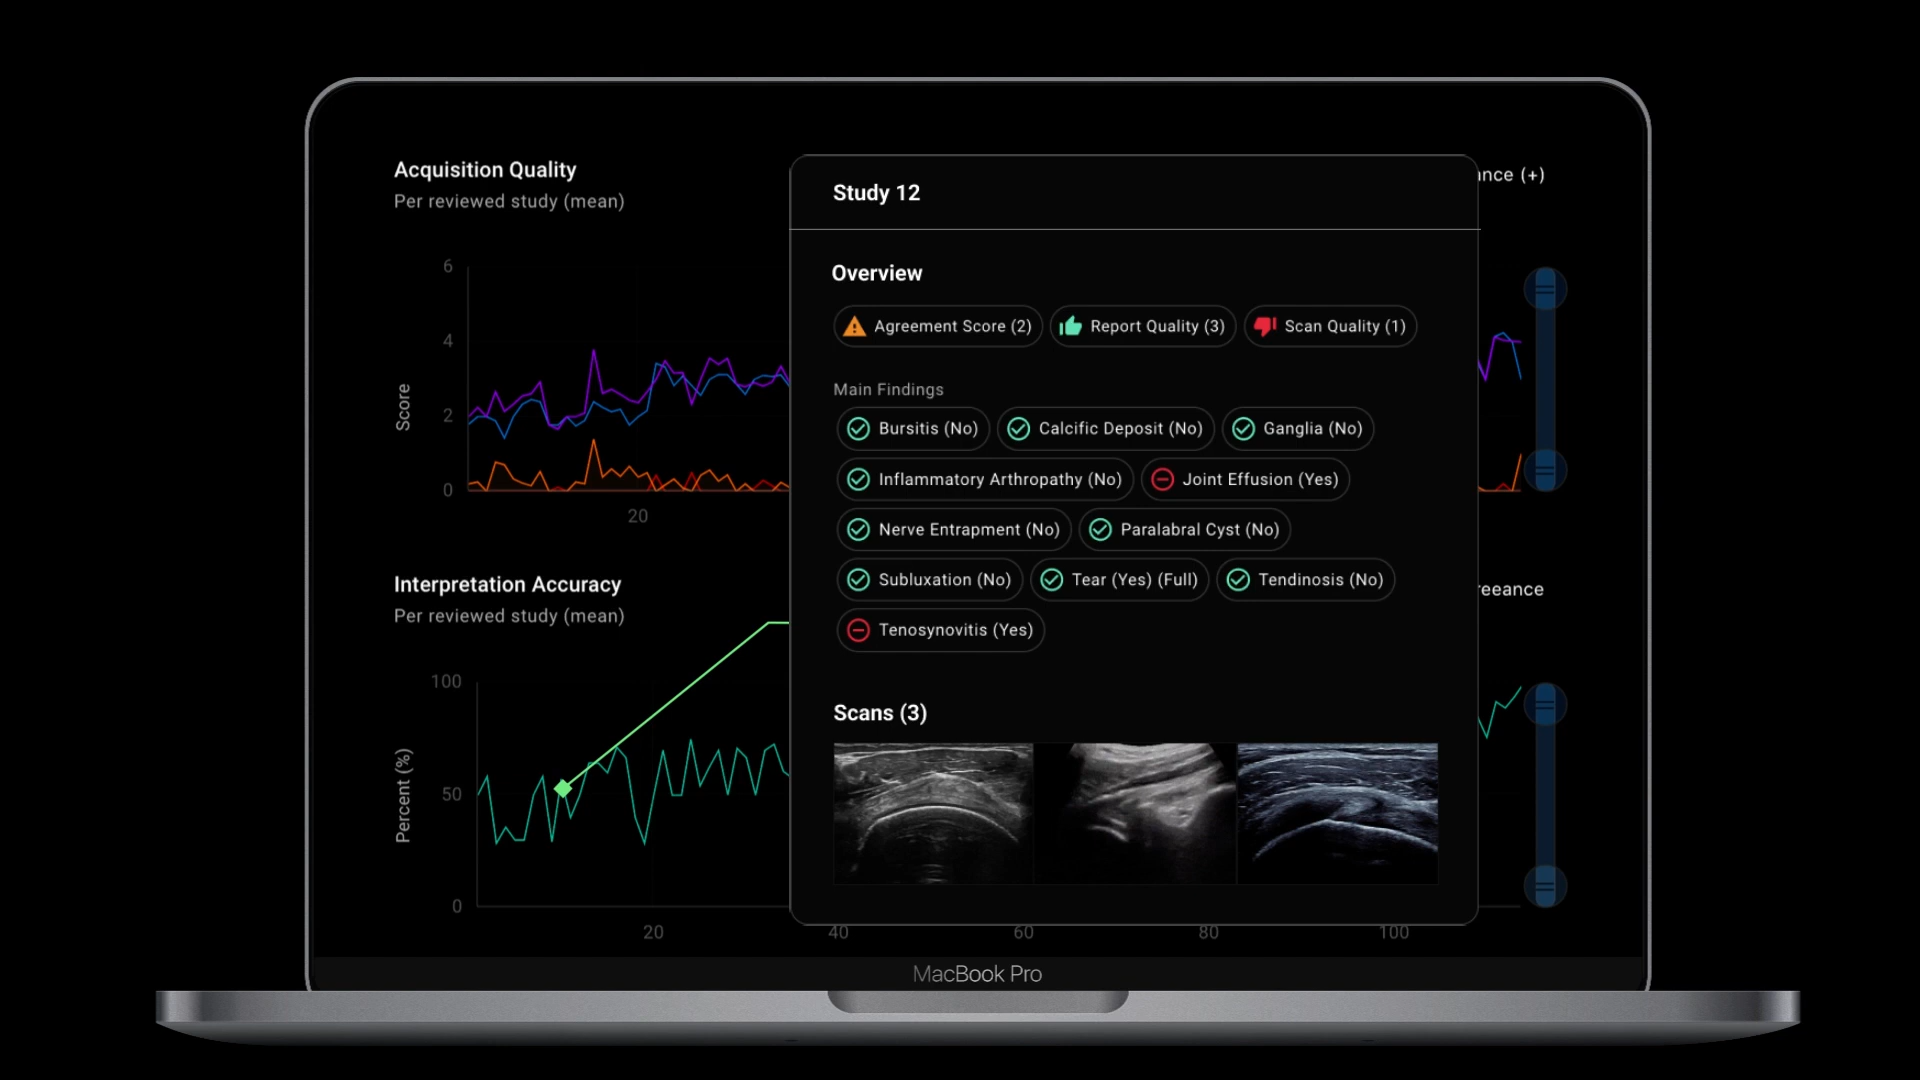 Acquisition Quality
Per reviewed study (mean)
6
4
2
0
Score
20
Interpretation Accuracy
Per reviewed study (mean)
100
50
0
Percent (%)
20
40
60
80
100
Study 12
Overview
Agreement Score (2)
Report Quality (3)
Scan Quality (1)
Main Findings
Bursitis (No)
Calcific Deposit (No)
Ganglia (No)
Inflammatory Arthropathy (No)
Joint Effusion (Yes)
Nerve Entrapment (No)
Paralabral Cyst (No)
Subluxation (No)
Tear (Yes) (Full)
Tendinosis (No)
Tenosynovitis (Yes)
Scans (3)
(+)
MacBook Pro